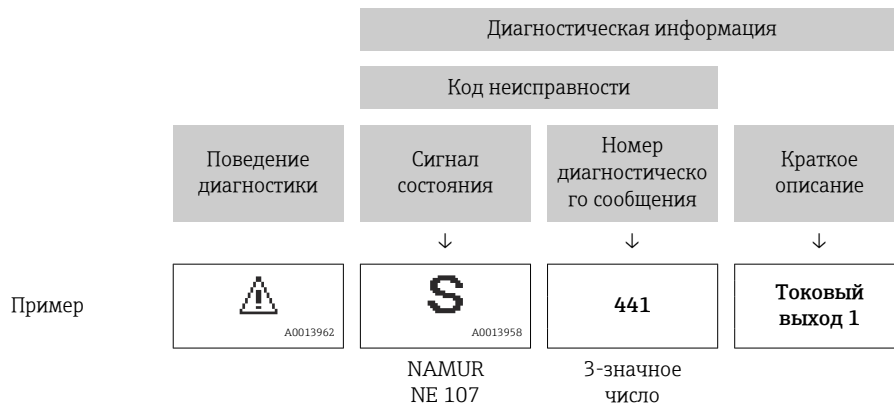 Диагностическая информация
Код неисправности
Поведение
диагностики
Сигнал
состояния
Номер
диагностическо
го сообщения
Краткое
описание
↓ ↓ ↓
Пример
A0013962
S
A0013958
441
Токовый
выход 1
NAMUR
NE 107
3-значное
число